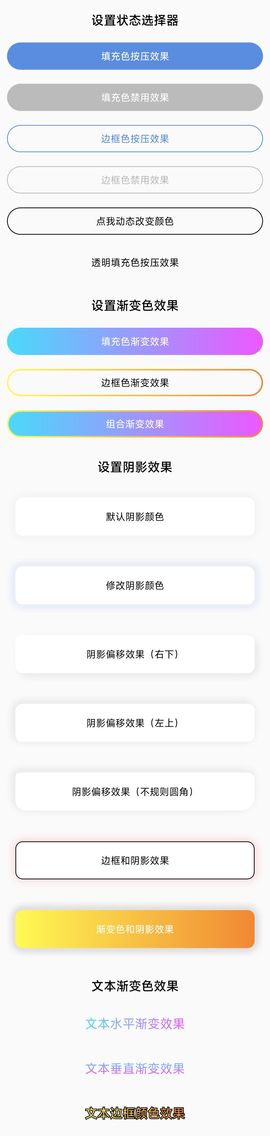 设置状态选择器
填充色按压效果
填充色禁用效果
边框色按压效果
边框色禁用效果
点我动态改变颜色
透明填充色按压效果
设置渐变色效果
填充色渐变效果
边框色渐变效果
组合渐变效果
设置阴影效果
默认阴影颜色
修改阴影颜色
阴影偏移效果（右下）
阴影偏移效果（左上）
阴影偏移效果（不规则圆角）
边框和阴影效果
渐变色和阴影效果
文本渐变色效果
文本水平渐变效果
文本垂直渐变效果
文本边框颜色效果